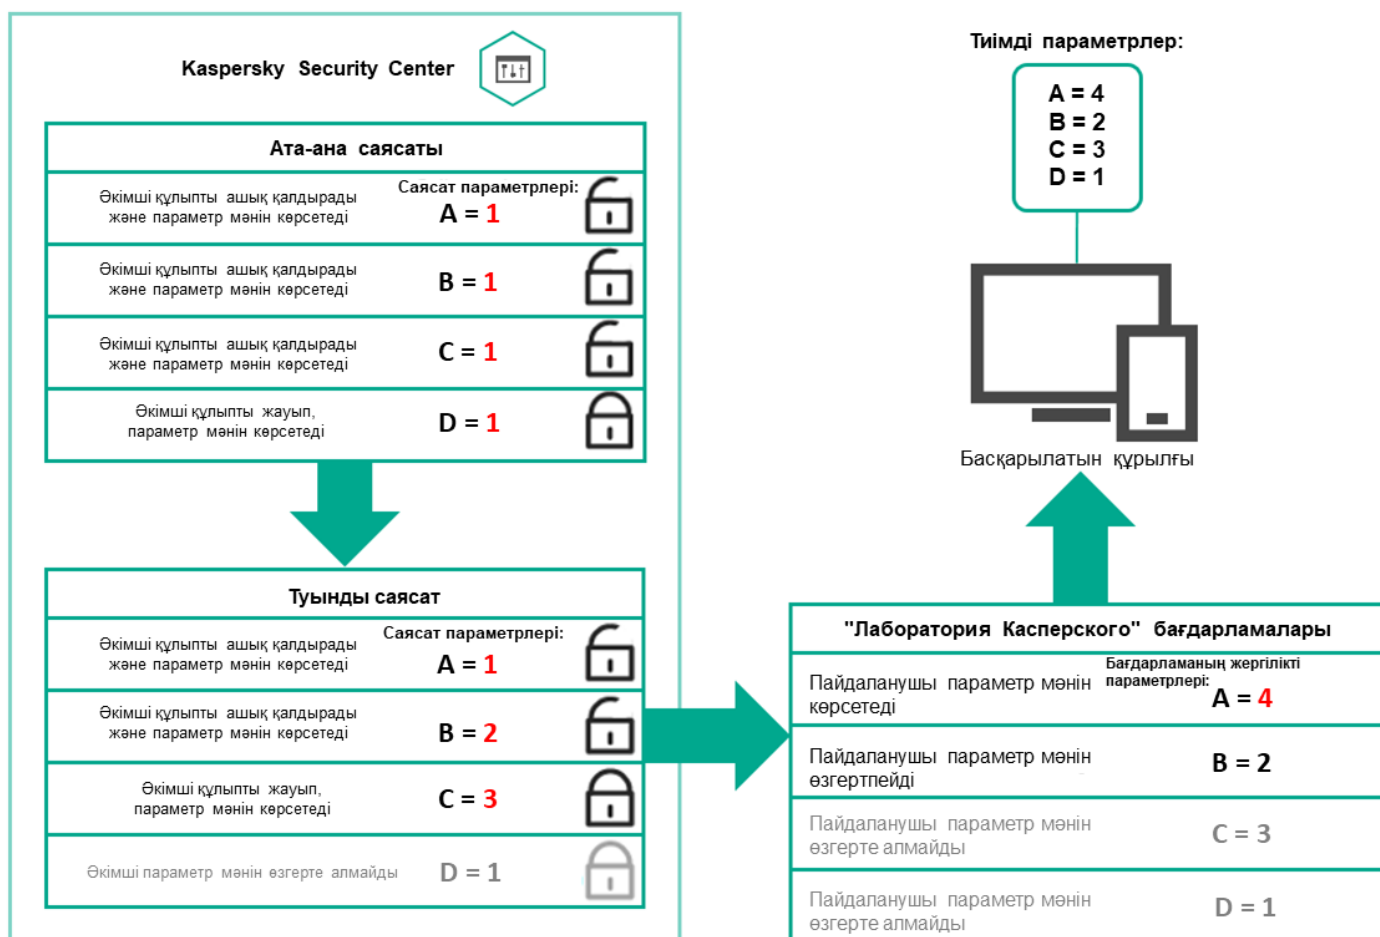 Kaspersky Security Center
Ата-ана саясаты
Әкімші құлыпты ашық қалдырады
және параметр мәнін көрсетеді
Саясат параметрлері:
A = 1
Әкімші құлыпты ашық қалдырады
және параметр мәнін көрсетеді
B = 1
Әкімші құлыпты ашық қалдырады
және параметр мәнін көрсетеді
C = 1
Әкімші құлыпты жауып,
параметр мәнін көрсетеді
D = 1
Туынды саясат
Әкімші құлыпты ашық қалдырады
және параметр мәнін көрсетеді
Саясат параметрлері:
A = 1
Әкімші құлыпты ашық қалдырады
және параметр мәнін көрсетеді
B = 2
Әкімші құлыпты жауып,
параметр мәнін көрсетеді
C = 3
Әкімші параметр мәнін өзгерте алмайды
D = 1
Тиімді параметрлер:
A = 4
B = 2
C = 3
D = 1
Басқарылатын құрылғы
"Лаборатория Касперского" бағдарламалары
Пайдаланушы параметр мәнін
көрсетеді
Бағдарламаның жергілікті
параметрлері:
A = 4
Пайдаланушы параметр мәнін
өзгертпейді
B = 2
Пайдаланушы параметр мәнін
өзгерте алмайды
C = 3
Пайдаланушы параметр мәнін
өзгерте алмайды
D = 1